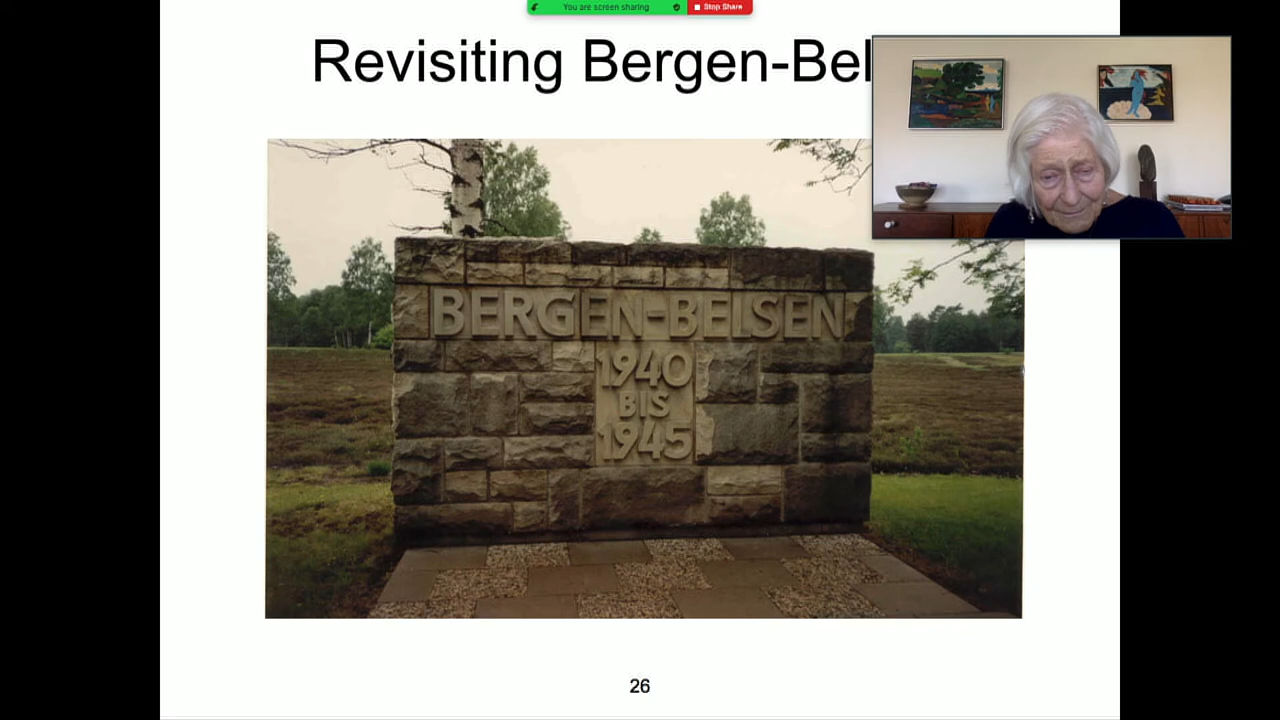 You are screen sharing
Stop Share
Revisiting Bergen-Bel
BERGEN-BELSEN
1940
BIS
1945
26